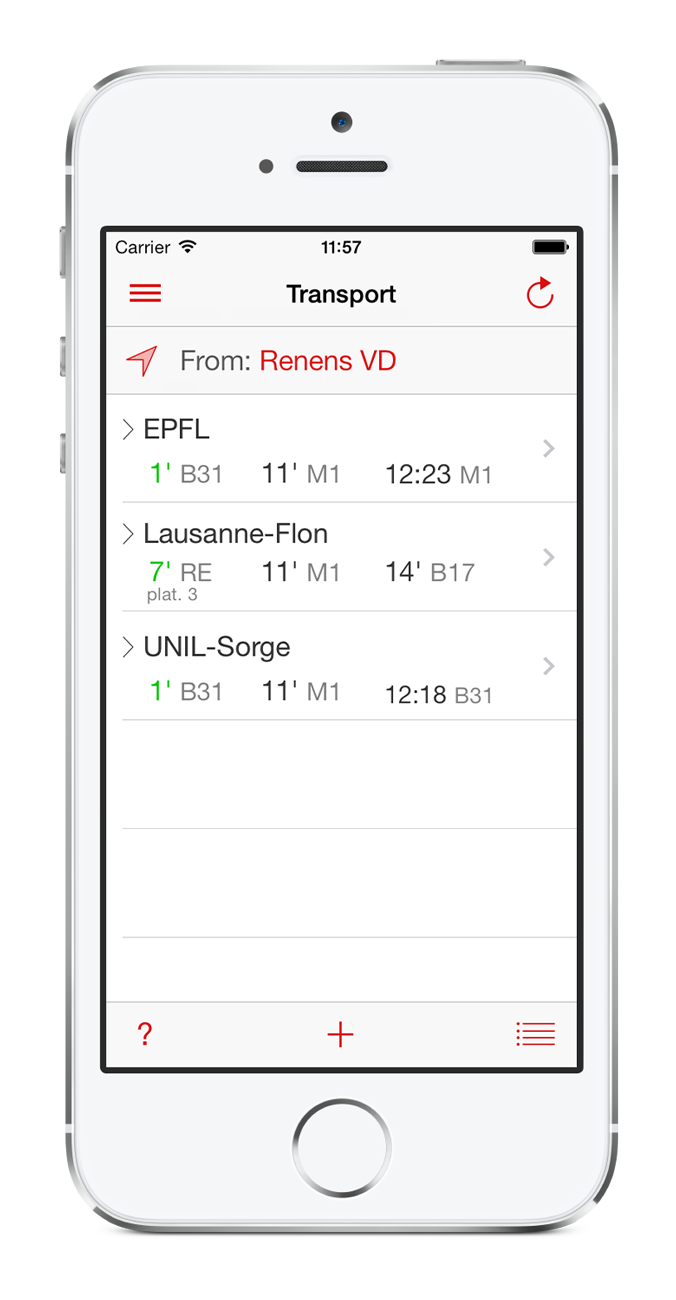 Carrier 11:57
Transport
From: Renens VD
EPFL
1' B31 11' M1 12:23 M1
Lausanne-Flon
7' RE 11' M1 14' B17
plat. 3
UNIL-Sorge
1' B31 11' M1 12:18 B31
?